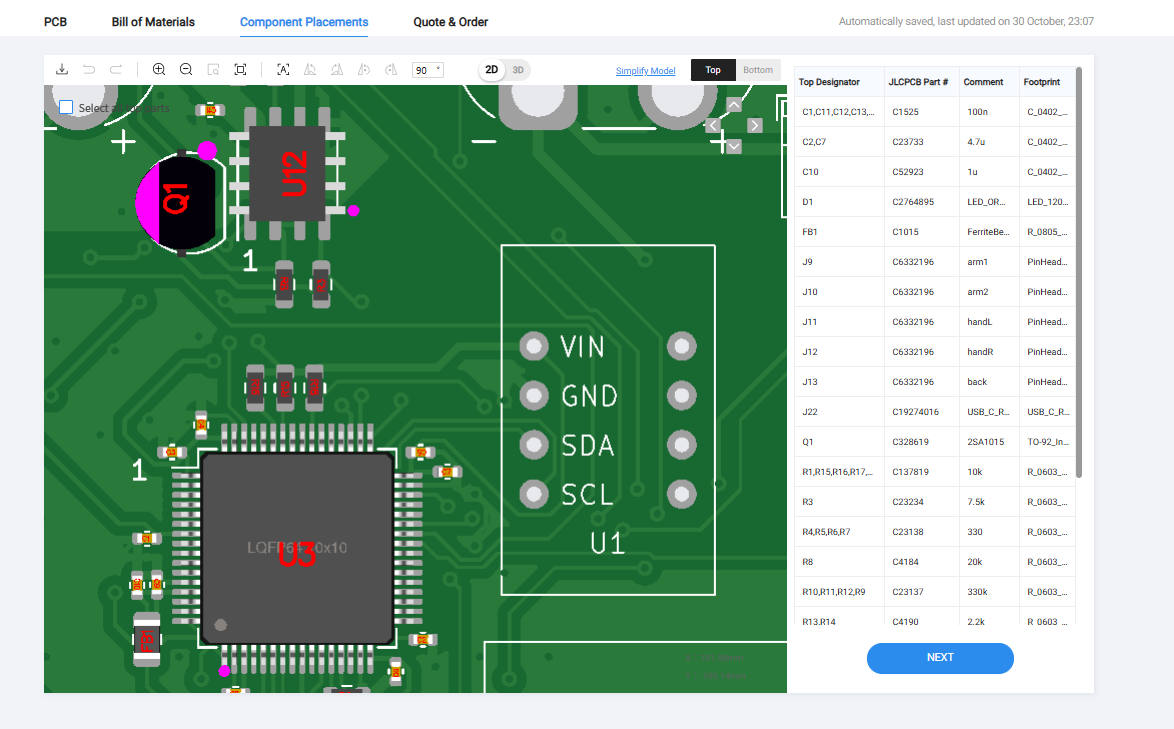 PCB Bill of Materials Component Placements Quote & Order Automatically saved, last updated on 30 October, 23:07
90 ° 2D 3D Simplify Model Top Bottom
Select all parts
Top Designator JLCPCB Part # Comment Footprint
C1,C11,C12,C13,... C1525 100n C_0402_...
C2,C7 C23733 4.7u C_0402_...
C10 C52923 1u C_0402_...
D1 C2764895 LED_OR... LED_120...
FB1 C1015 FerriteBe... R_0805_...
J9 C6332196 arm1 PinHead...
J10 C6332196 arm2 PinHead...
J11 C6332196 handL PinHead...
J12 C6332196 handR PinHead...
J13 C6332196 back PinHead...
J22 C19274016 USB_C_R... USB_C_R...
Q1 C328619 2SA1015 TO-92_In...
R1,R15,R16,R17,... C137819 10k R_0603_...
R3 C23234 7.5k R_0603_...
R4,R5,R6,R7 C23138 330 R_0603_...
R8 C4184 20k R_0603_...
R10,R11,R12,R9 C23137 330k R_0603_...
R13,R14 C4190 2.2k R_0603_...
NEXT
+
Q1
U12
1
VIN
GND
SDA
SCL
U1
1
U3